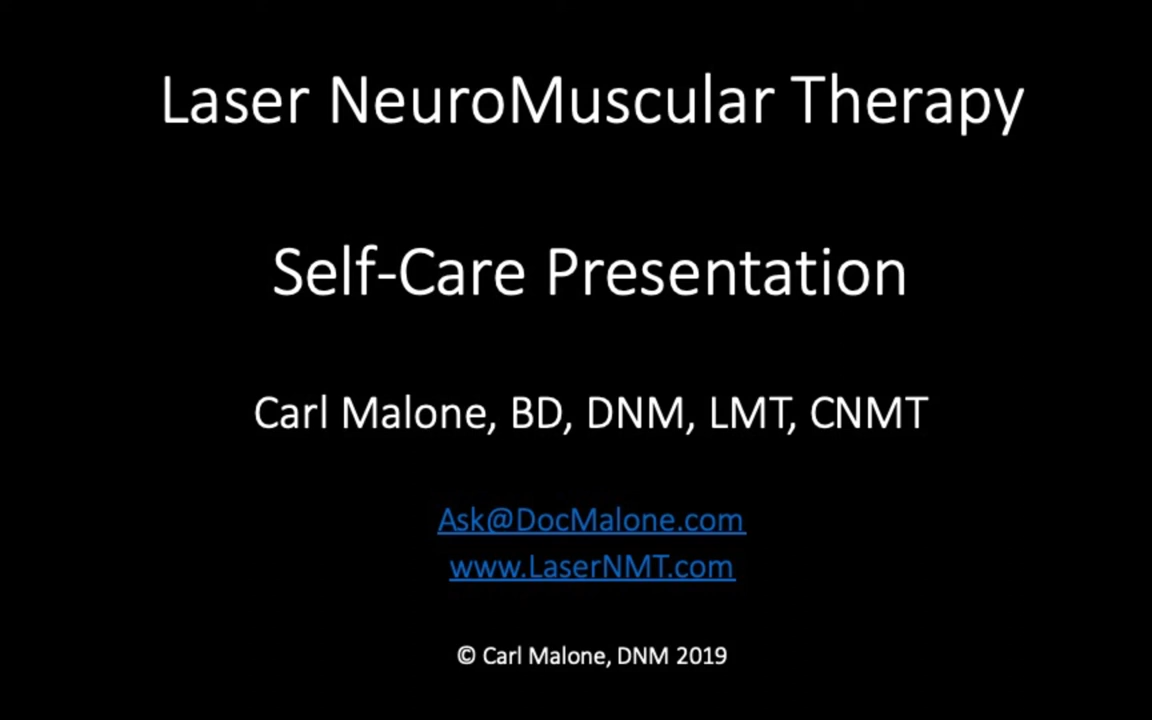 Laser NeuroMuscular Therapy
Self-Care Presentation
Carl Malone, BD, DNM, LMT, CNMT
Ask@DocMalone.com
www.LaserNMT.com
© Carl Malone, DNM 2019